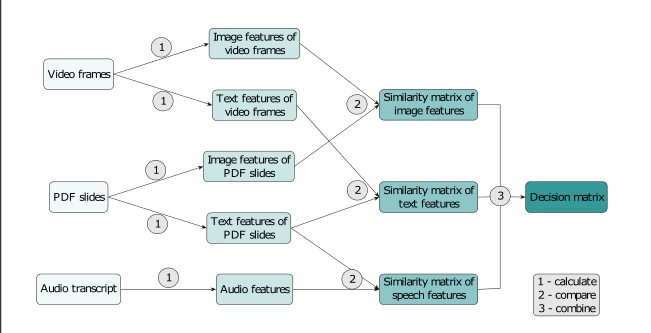 Image features of
video frames
1
Video frames
1
Text features of
video frames
2
Similarity matrix of
image features
Image features of
PDF slides
1
PDF slides
1
Text features of
PDF slides
2
Similarity matrix of
text features
3
Decision matrix
Audio transcript
1
Audio features
2
Similarity matrix of
speech features
1 - calculate
2 - compare
3 - combine